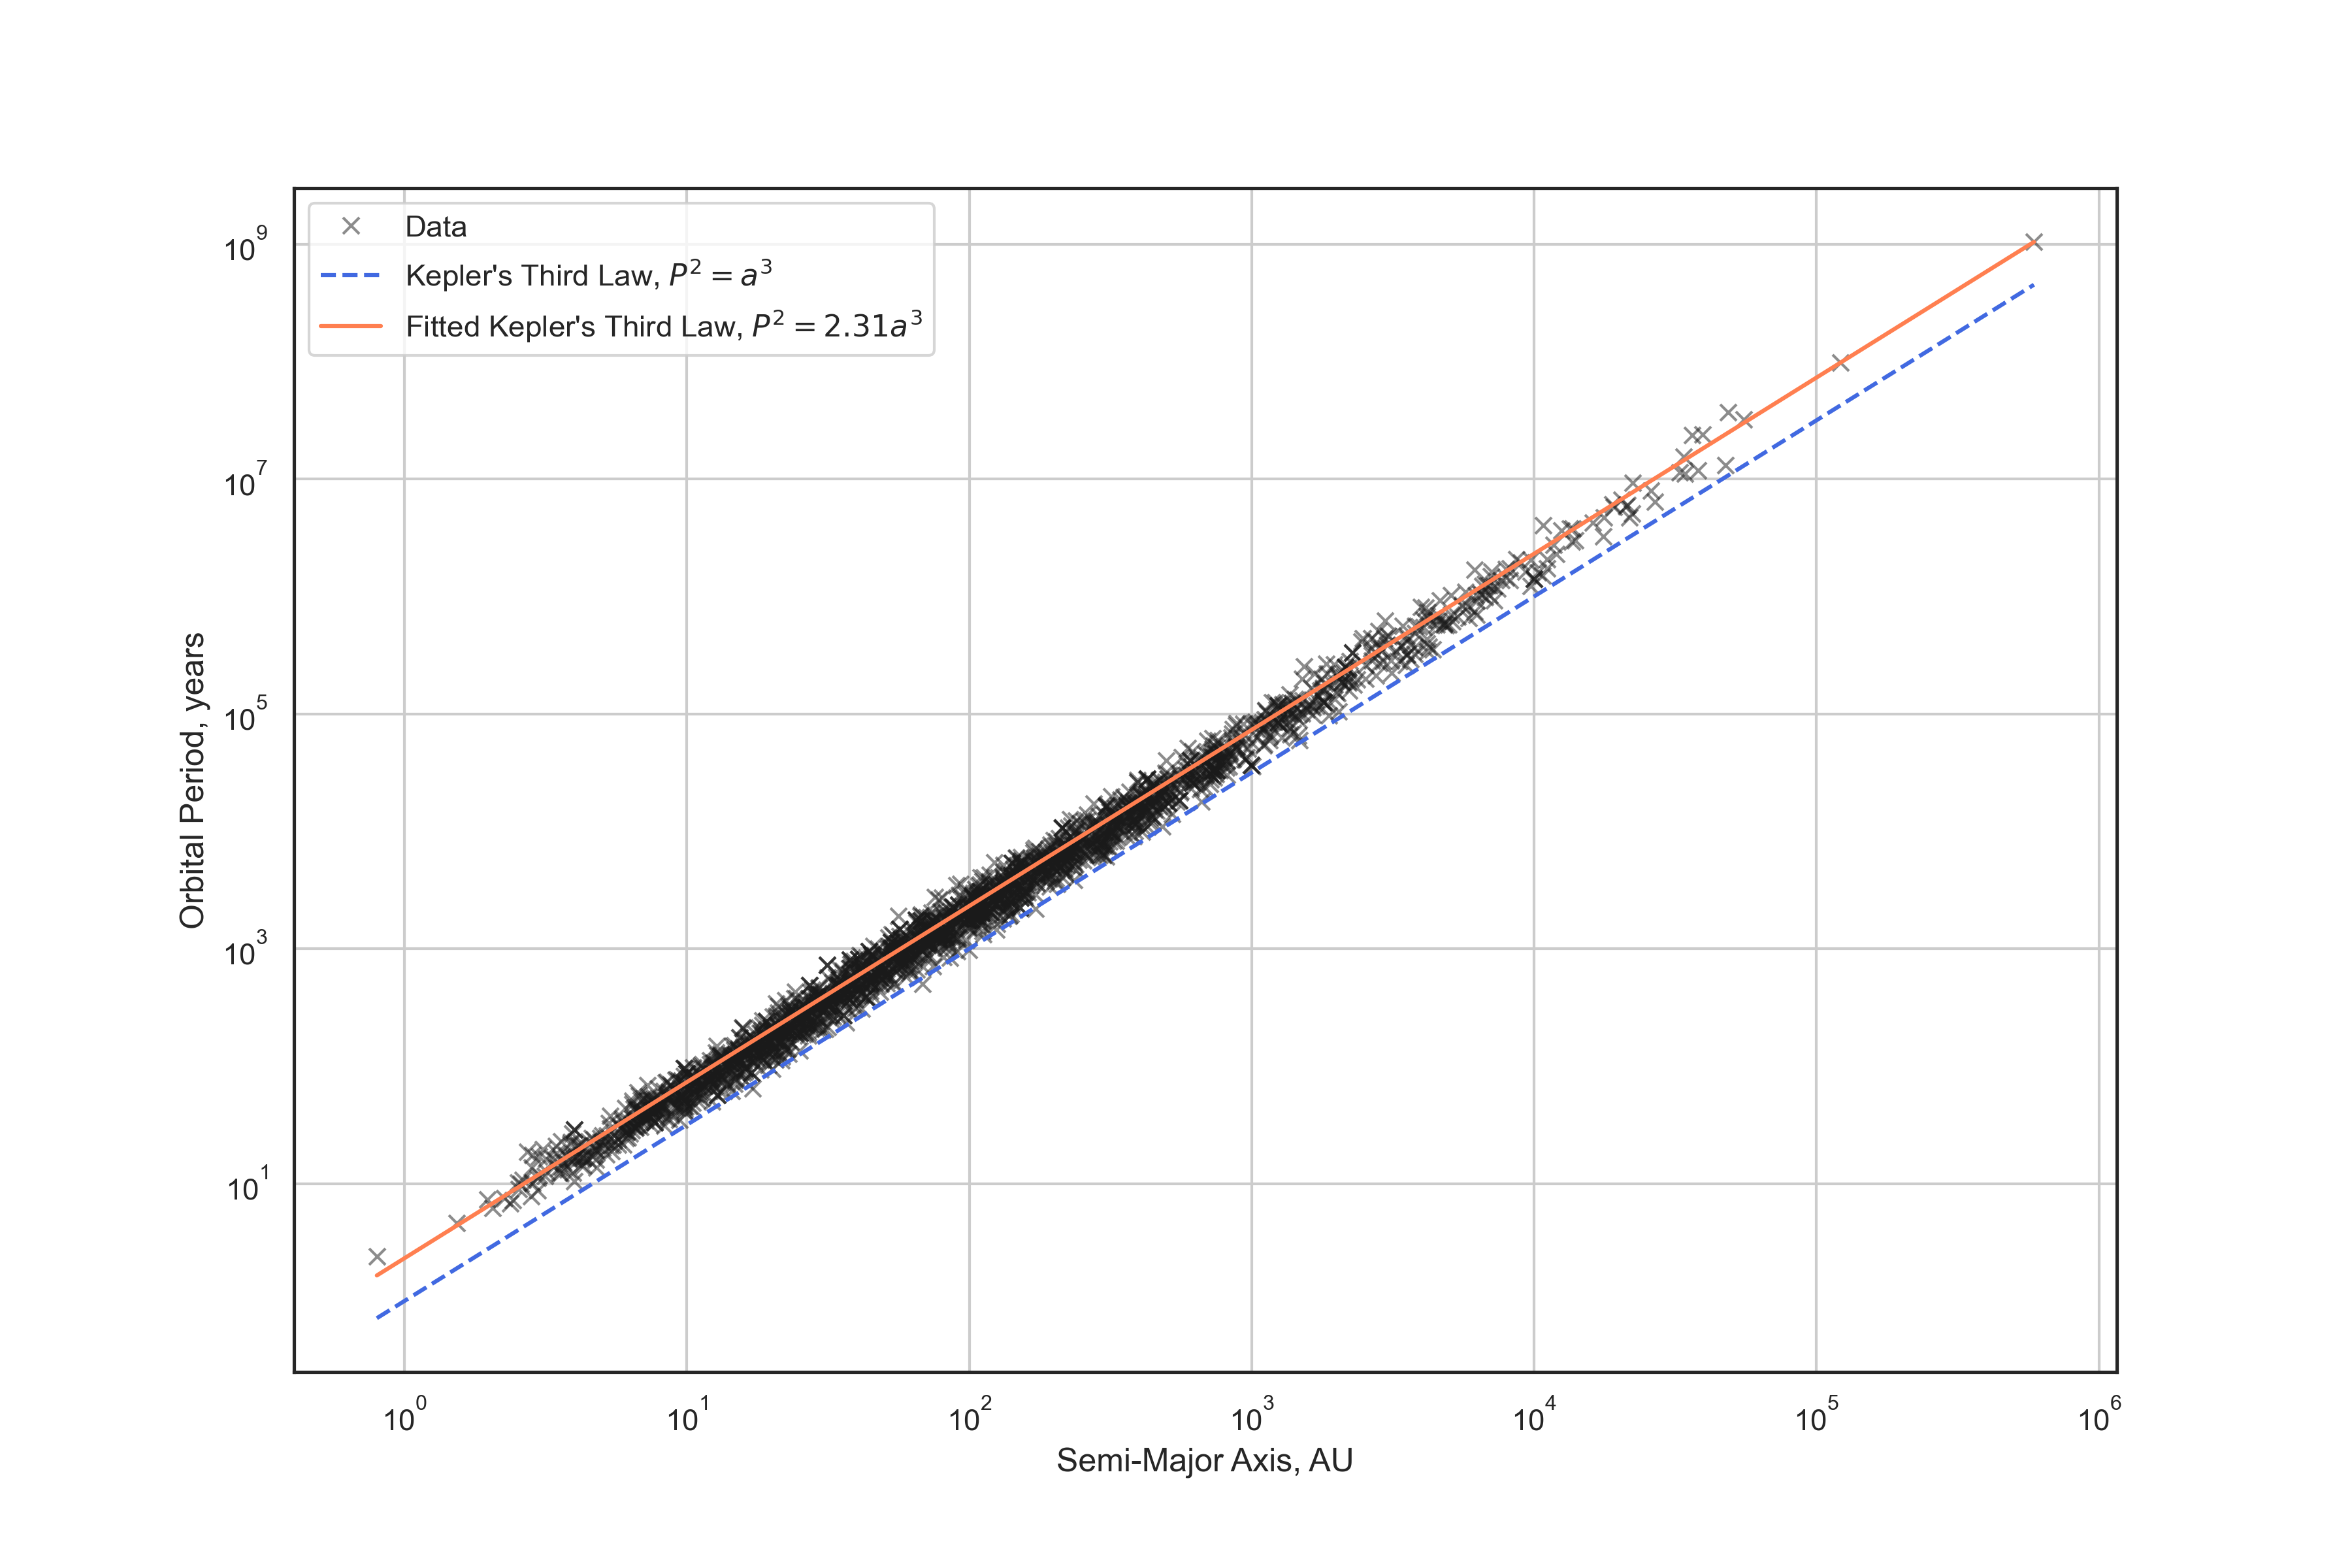 Data
Kepler's Third Law, P² = a³
Fitted Kepler's Third Law, P² = 2.31a³
10⁹
10⁷
10⁵
10³
10¹
Orbital Period, years
10⁰ 10¹ 10² 10³ 10⁴ 10⁵ 10⁶
Semi-Major Axis, AU